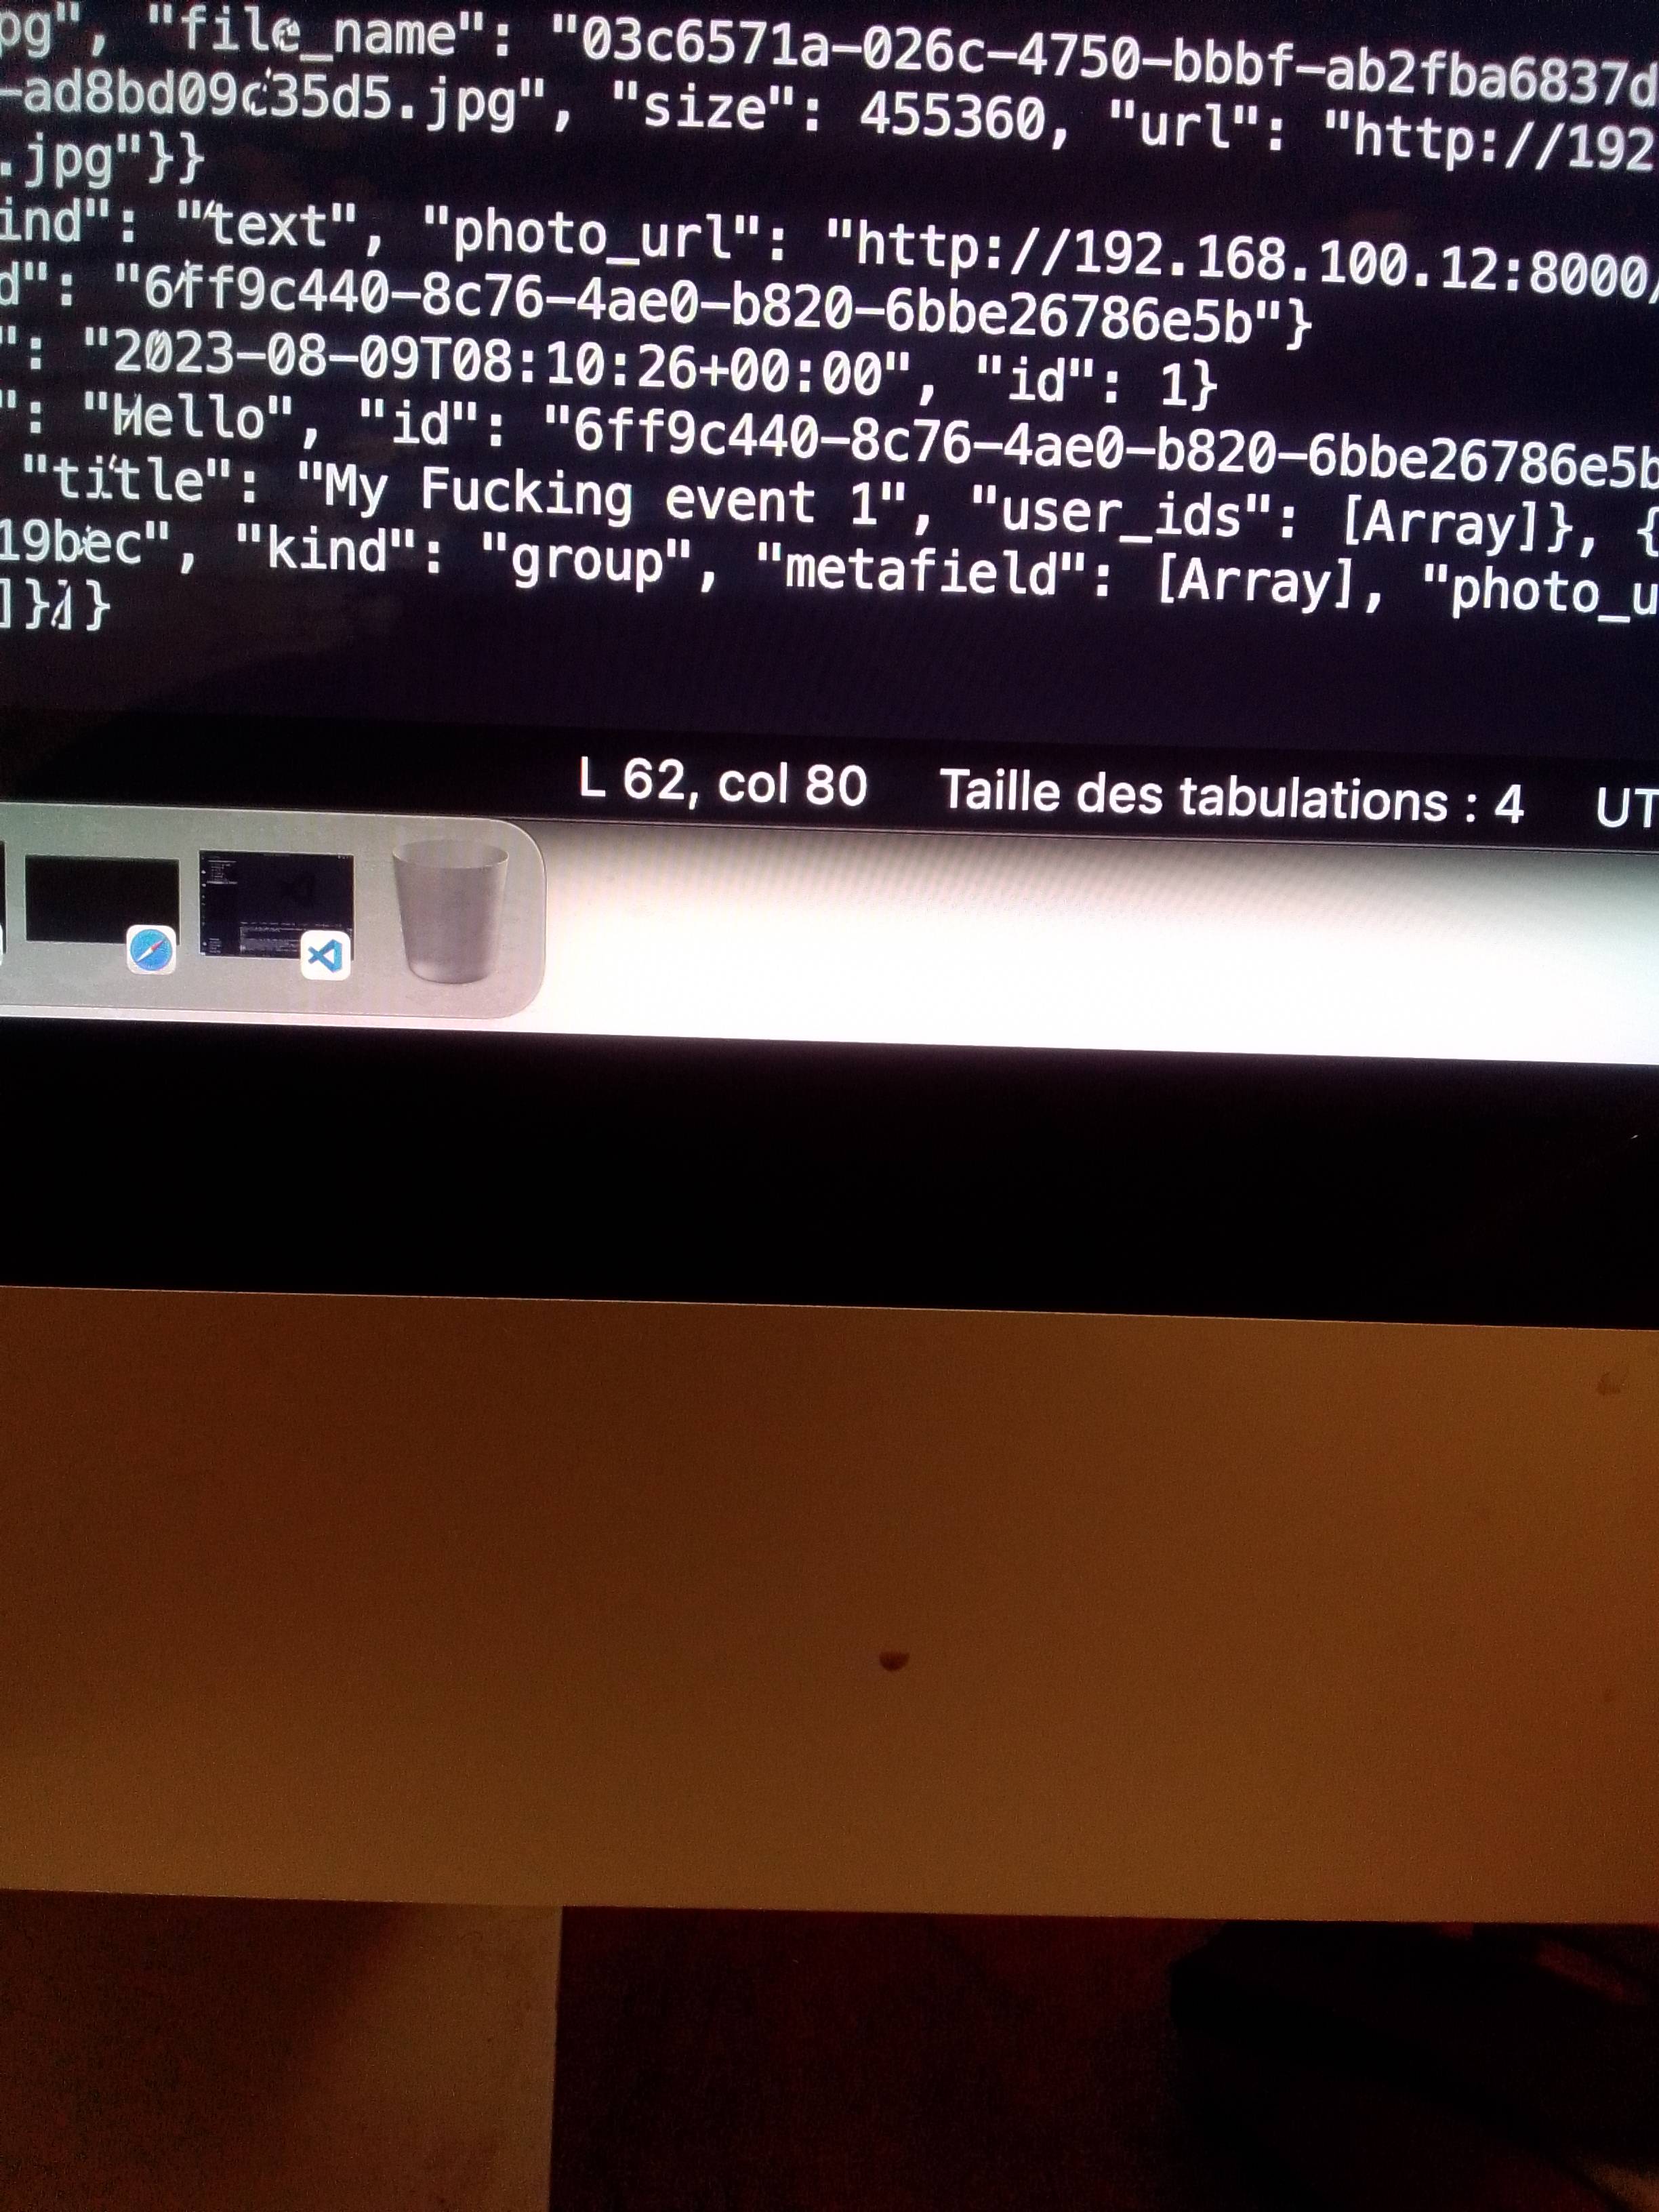 pg", "file_name": "03c6571a-026c-4750-bbbf-ab2fba6837d
-ad8bd09c35d5.jpg", "size": 455360, "url": "http://192
.jpg"}}
ind": "text", "photo_url": "http://192.168.100.12:8000/
d": "6ff9c440-8c76-4ae0-b820-6bbe26786e5b"}
": "2023-08-09T08:10:26+00:00", "id": 1}
": "Hello", "id": "6ff9c440-8c76-4ae0-b820-6bbe26786e5b
"title": "My Fucking event 1", "user_ids": [Array]}, {
19bec", "kind": "group", "metafield": [Array], "photo_u
]}]}
L 62, col 80 Taille des tabulations : 4 UT